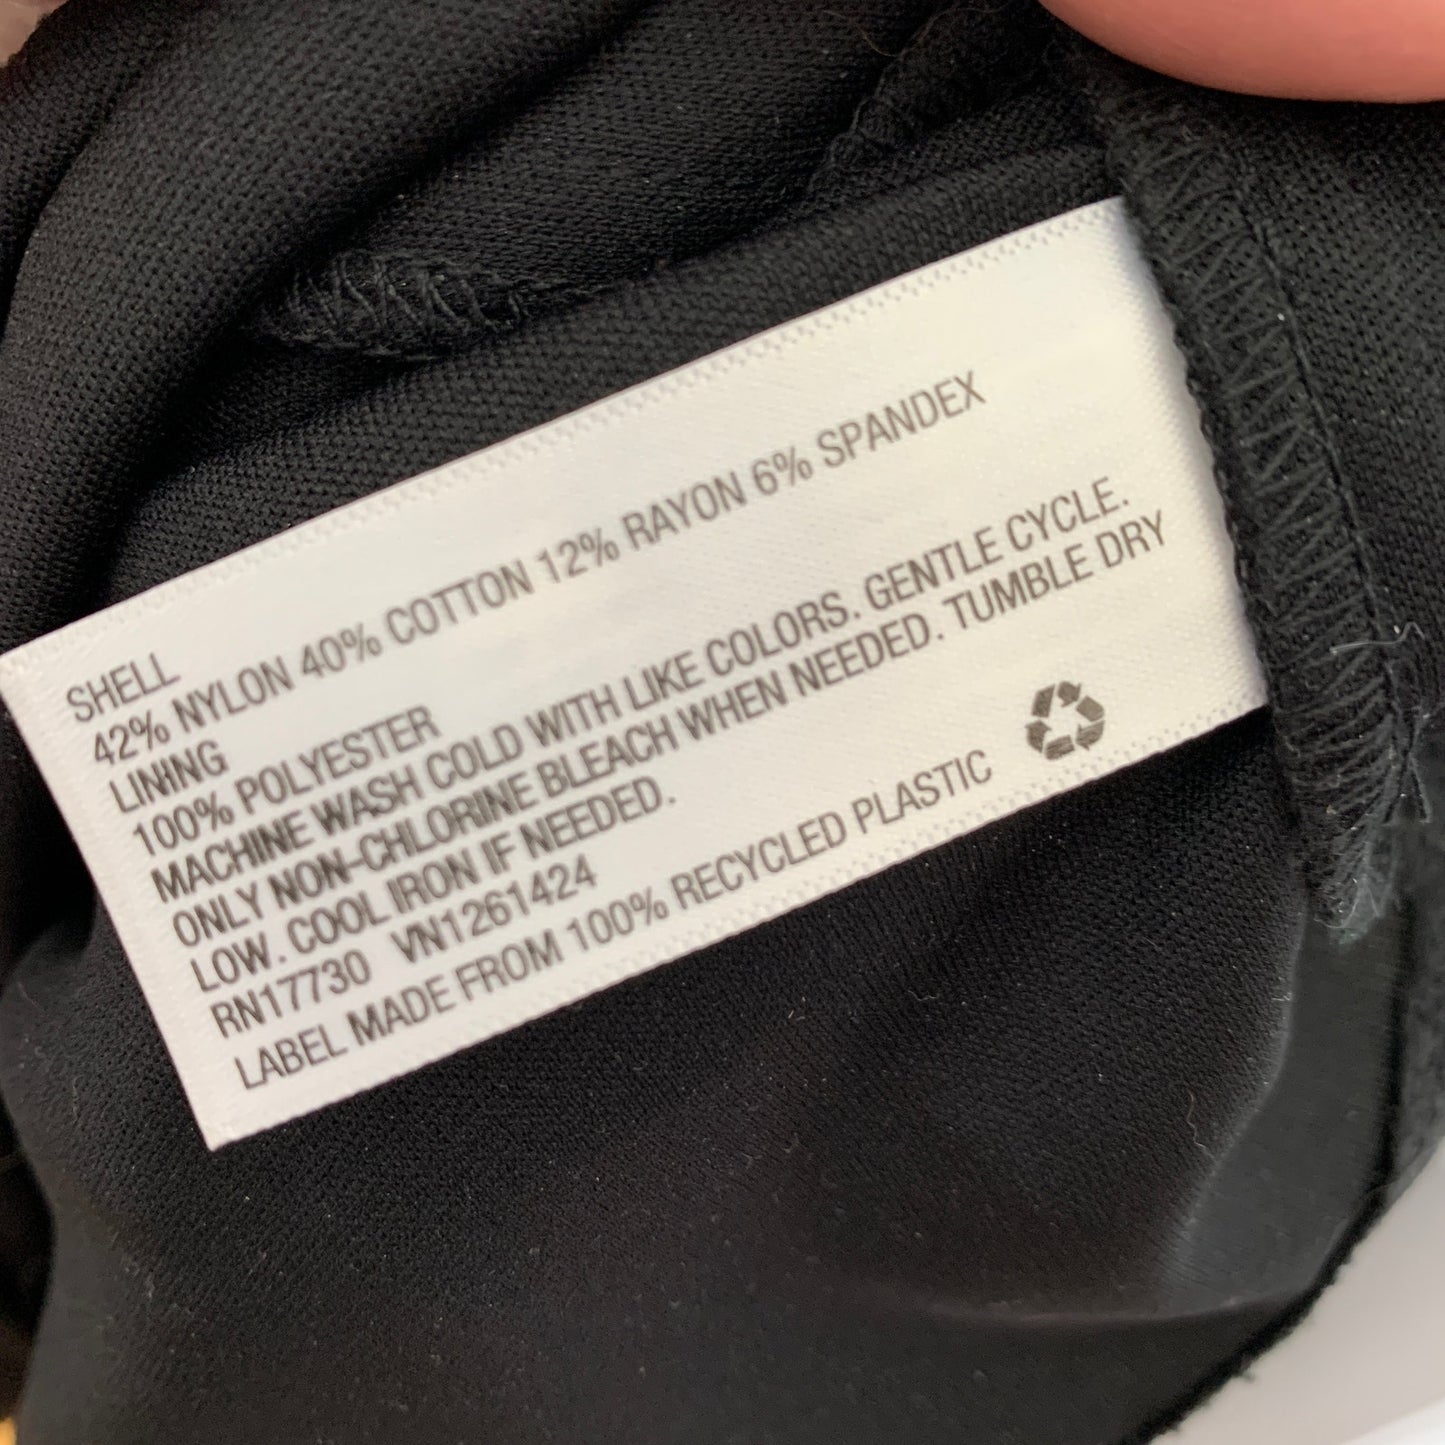 SHELL
42% NYLON 40% COTTON 12% RAYON 6% SPANDEX
LINING
100% POLYESTER
MACHINE WASH COLD WITH LIKE COLORS. GENTLE CYCLE.
ONLY NON-CHLORINE BLEACH WHEN NEEDED. TUMBLE DRY
LOW. COOL IRON IF NEEDED.
RN17730 VN1261424
LABEL MADE FROM 100% RECYCLED PLASTIC